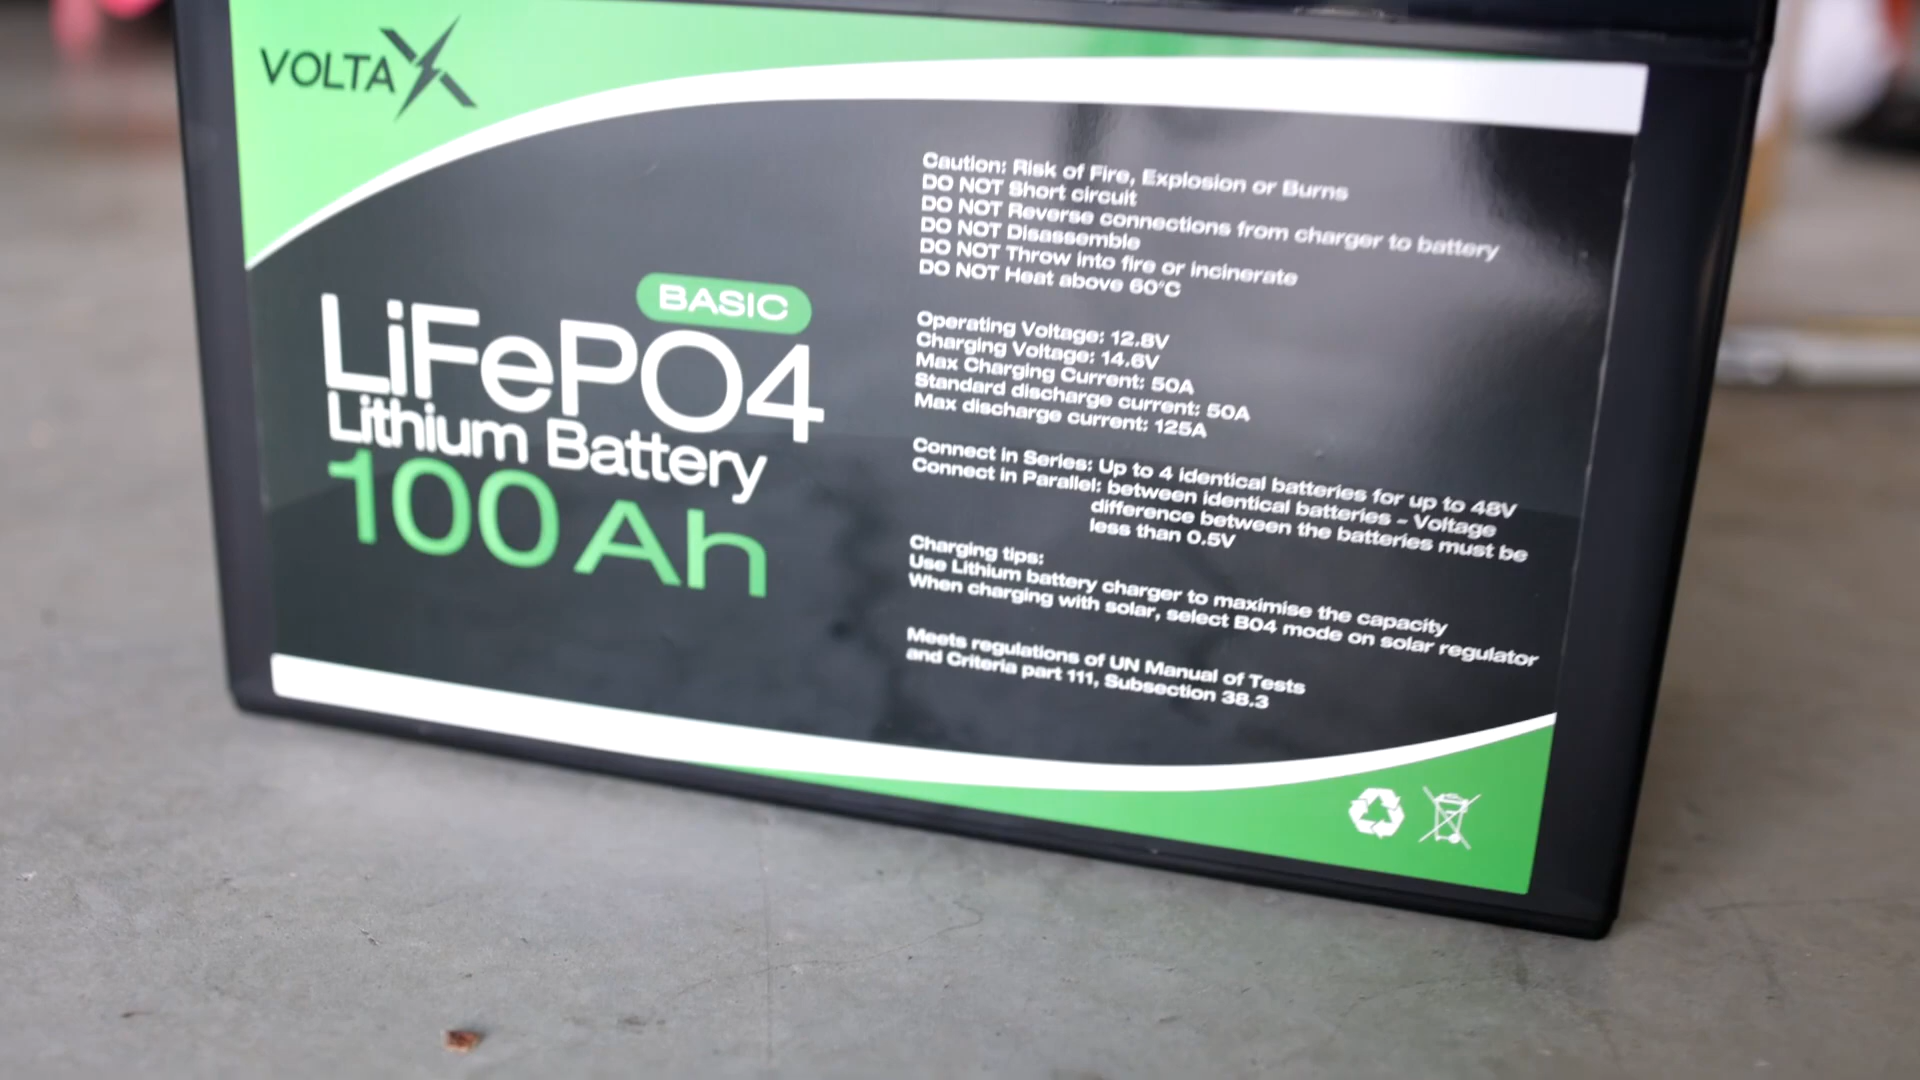 VOLTAX
BASIC
LiFePO4
Lithium Battery
100Ah
Caution: Risk of Fire, Explosion or Burns
DO NOT Short circuit
DO NOT Reverse connections from charger to battery
DO NOT Disassemble
DO NOT Throw into fire or incinerate
DO NOT Heat above 60°C
Operating Voltage: 12.8V
Charging Voltage: 14.6V
Max Charging Current: 50A
Standard discharge current: 50A
Max discharge current: 125A
Connect in Series: Up to 4 identical batteries for up to 48V
Connect in Parallel: between identical batteries - Voltage
difference between the batteries must be
less than 0.5V
Charging tips:
Use Lithium battery charger to maximise the capacity
When charging with solar, select B04 mode on solar regulator
Meets regulations of UN Manual of Tests
and Criteria part 111, Subsection 38.3